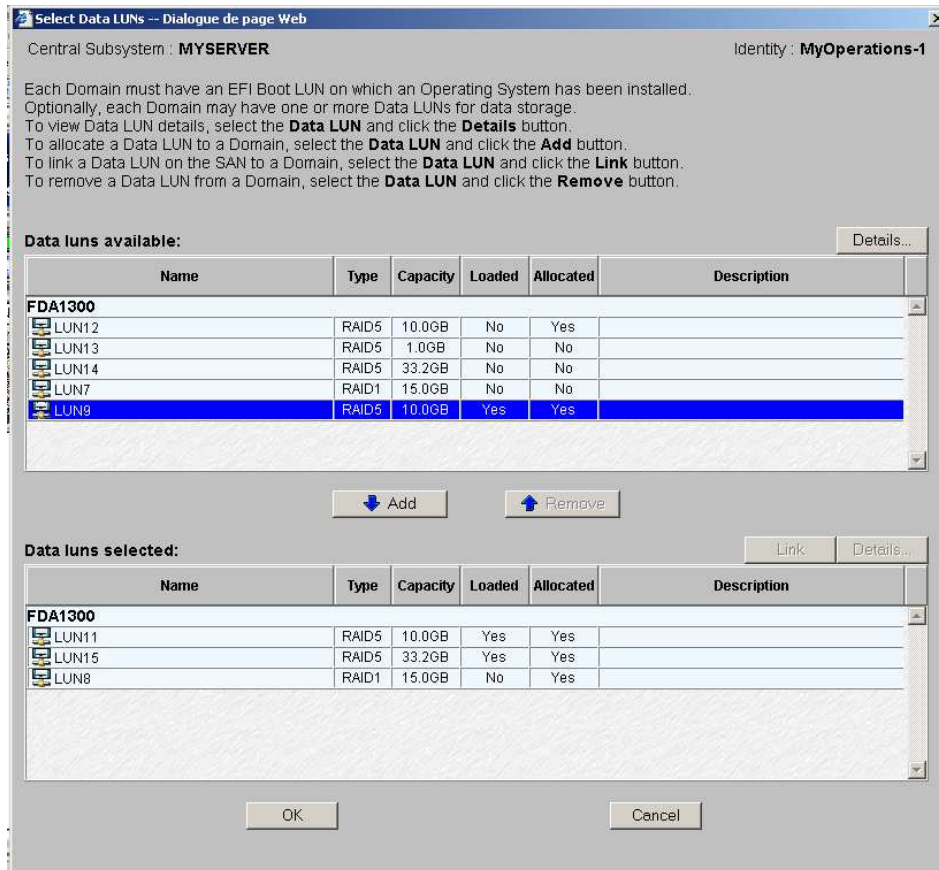 Select Data LUNs -- Dialogue de page Web
Central Subsystem : MYSERVER Identity : MyOperations-1
Each Domain must have an EFI Boot LUN on which an Operating System has been installed.
Optionally, each Domain may have one or more Data LUNs for data storage.
To view Data LUN details, select the Data LUN and click the Details button.
To allocate a Data LUN to a Domain, select the Data LUN and click the Add button.
To link a Data LUN on the SAN to a Domain, select the Data LUN and click the Link button.
To remove a Data LUN from a Domain, select the Data LUN and click the Remove button.
Data luns available: Details...
Name Type Capacity Loaded Allocated Description
FDA1300
LUN12 RAID5 10.0GB No Yes
LUN13 RAID5 1.0GB No No
LUN14 RAID5 33.2GB No No
LUN7 RAID1 15.0GB No No
LUN9 RAID5 10.0GB Yes Yes
Add Remove
Data luns selected: Link Details...
Name Type Capacity Loaded Allocated Description
FDA1300
LUN11 RAID5 10.0GB Yes Yes
LUN15 RAID5 33.2GB Yes Yes
LUN8 RAID1 15.0GB No Yes
OK Cancel